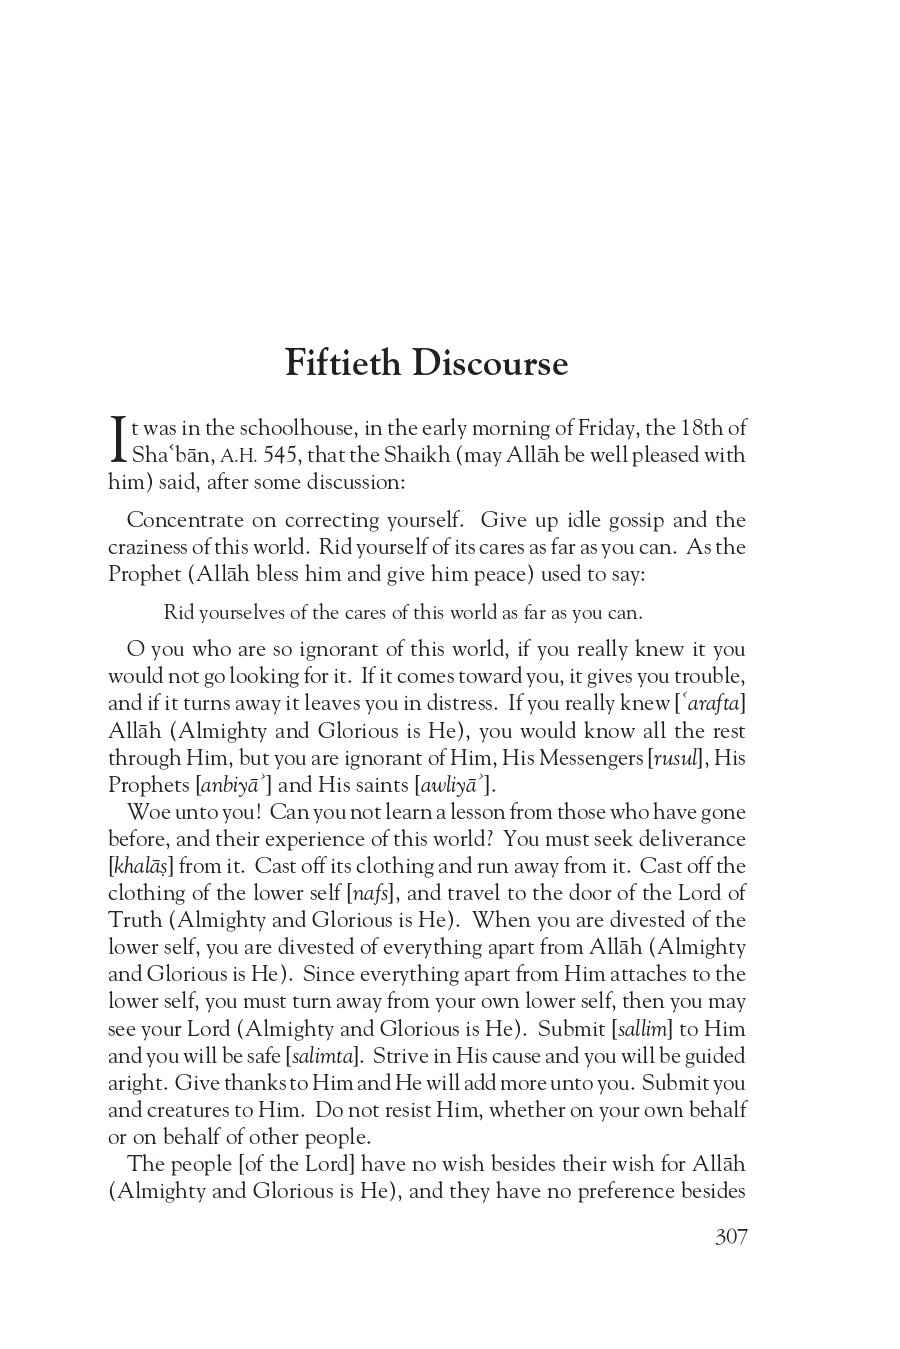 Fiftieth Discourse
It was in the schoolhouse, in the early morning of Friday, the 18th of
Shaʿbān, A.H. 545, that the Shaikh (may Allāh be well pleased with
him) said, after some discussion:
Concentrate on correcting yourself. Give up idle gossip and the
craziness of this world. Rid yourself of its cares as far as you can. As the
Prophet (Allāh bless him and give him peace) used to say:
Rid yourselves of the cares of this world as far as you can.
O you who are so ignorant of this world, if you really knew it you
would not go looking for it. If it comes toward you, it gives you trouble,
and if it turns away it leaves you in distress. If you really knew [ʿarafta]
Allāh (Almighty and Glorious is He), you would know all the rest
through Him, but you are ignorant of Him, His Messengers [rusul], His
Prophets [anbiyāʾ] and His saints [awliyāʾ].
Woe unto you! Can you not learn a lesson from those who have gone
before, and their experience of this world? You must seek deliverance
[khalāṣ] from it. Cast off its clothing and run away from it. Cast off the
clothing of the lower self [nafs], and travel to the door of the Lord of
Truth (Almighty and Glorious is He). When you are divested of the
lower self, you are divested of everything apart from Allāh (Almighty
and Glorious is He). Since everything apart from Him attaches to the
lower self, you must turn away from your own lower self, then you may
see your Lord (Almighty and Glorious is He). Submit [sallim] to Him
and you will be safe [salimta]. Strive in His cause and you will be guided
aright. Give thanks to Him and He will add more unto you. Submit you
and creatures to Him. Do not resist Him, whether on your own behalf
or on behalf of other people.
The people [of the Lord] have no wish besides their wish for Allāh
(Almighty and Glorious is He), and they have no preference besides
307